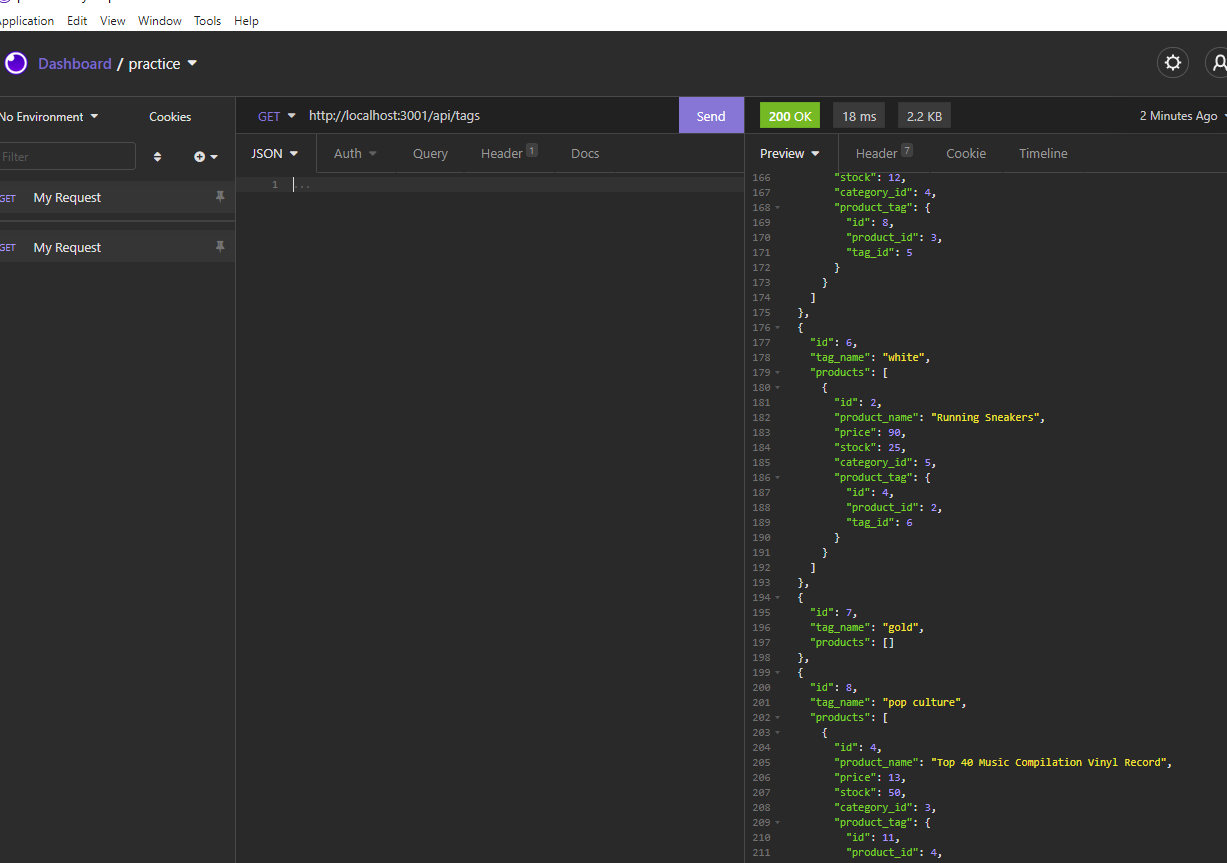 Application Edit View Window Tools Help
Dashboard / practice
No Environment Cookies
Filter
GET My Request
GET My Request
GET http://localhost:3001/api/tags Send
JSON Auth Query Header 1 Docs
1 ...
200 OK 18 ms 2.2 KB 2 Minutes Ago
Preview Header 7 Cookie Timeline
166 "stock": 12,
167 "category_id": 4,
168 "product_tag": {
169 "id": 8,
170 "product_id": 3,
171 "tag_id": 5
172 }
173 }
174 ]
175 },
176 {
177 "id": 6,
178 "tag_name": "white",
179 "products": [
180 {
181 "id": 2,
182 "product_name": "Running Sneakers",
183 "price": 90,
184 "stock": 25,
185 "category_id": 5,
186 "product_tag": {
187 "id": 4,
188 "product_id": 2,
189 "tag_id": 6
190 }
191 }
192 ]
193 },
194 {
195 "id": 7,
196 "tag_name": "gold",
197 "products": []
198 },
199 {
200 "id": 8,
201 "tag_name": "pop culture",
202 "products": [
203 {
204 "id": 4,
205 "product_name": "Top 40 Music Compilation Vinyl Record",
206 "price": 13,
207 "stock": 50,
208 "category_id": 3,
209 "product_tag": {
210 "id": 11,
211 "product_id": 4,